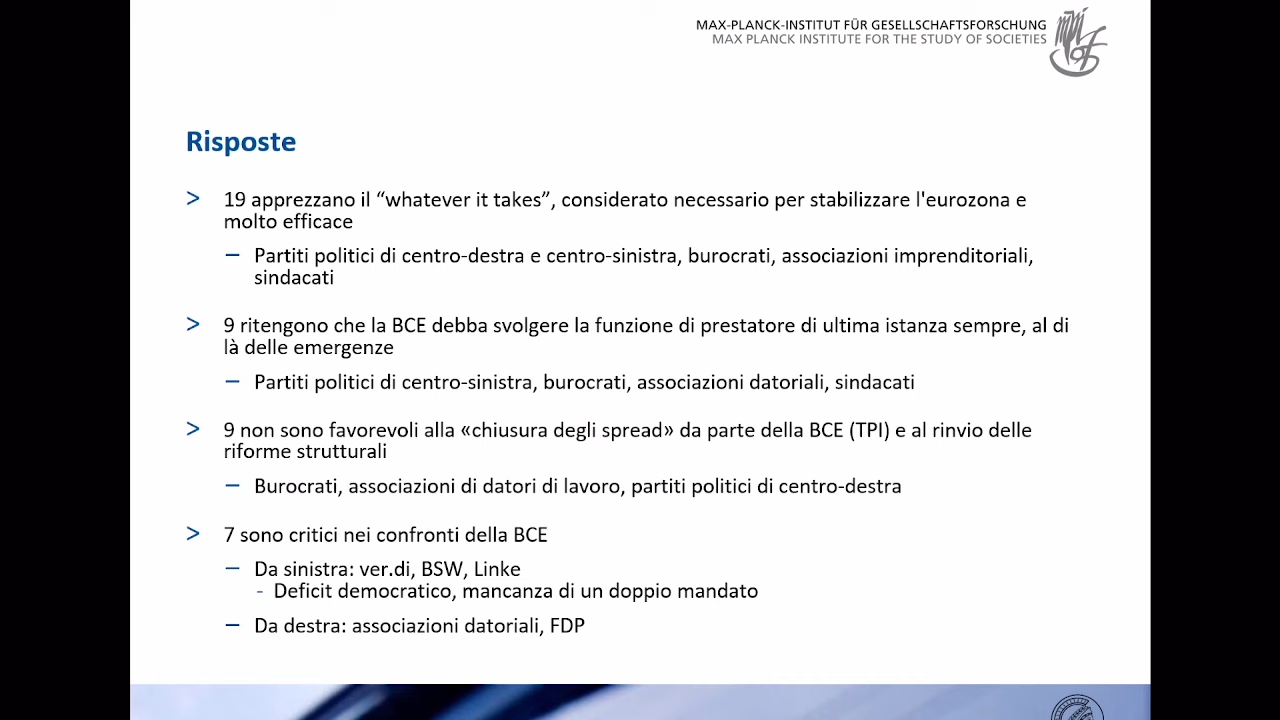 MAX-PLANCK-INSTITUT FÜR GESELLSCHAFTSFORSCHUNG
MAX PLANCK INSTITUTE FOR THE STUDY OF SOCIETIES
Risposte
> 19 apprezzano il “whatever it takes”, considerato necessario per stabilizzare l'eurozona e
molto efficace
– Partiti politici di centro-destra e centro-sinistra, burocrati, associazioni imprenditoriali,
sindacati
> 9 ritengono che la BCE debba svolgere la funzione di prestatore di ultima istanza sempre, al di
là delle emergenze
– Partiti politici di centro-sinistra, burocrati, associazioni datoriali, sindacati
> 9 non sono favorevoli alla «chiusura degli spread» da parte della BCE (TPI) e al rinvio delle
riforme strutturali
– Burocrati, associazioni di datori di lavoro, partiti politici di centro-destra
> 7 sono critici nei confronti della BCE
– Da sinistra: ver.di, BSW, Linke
- Deficit democratico, mancanza di un doppio mandato
– Da destra: associazioni datoriali, FDP